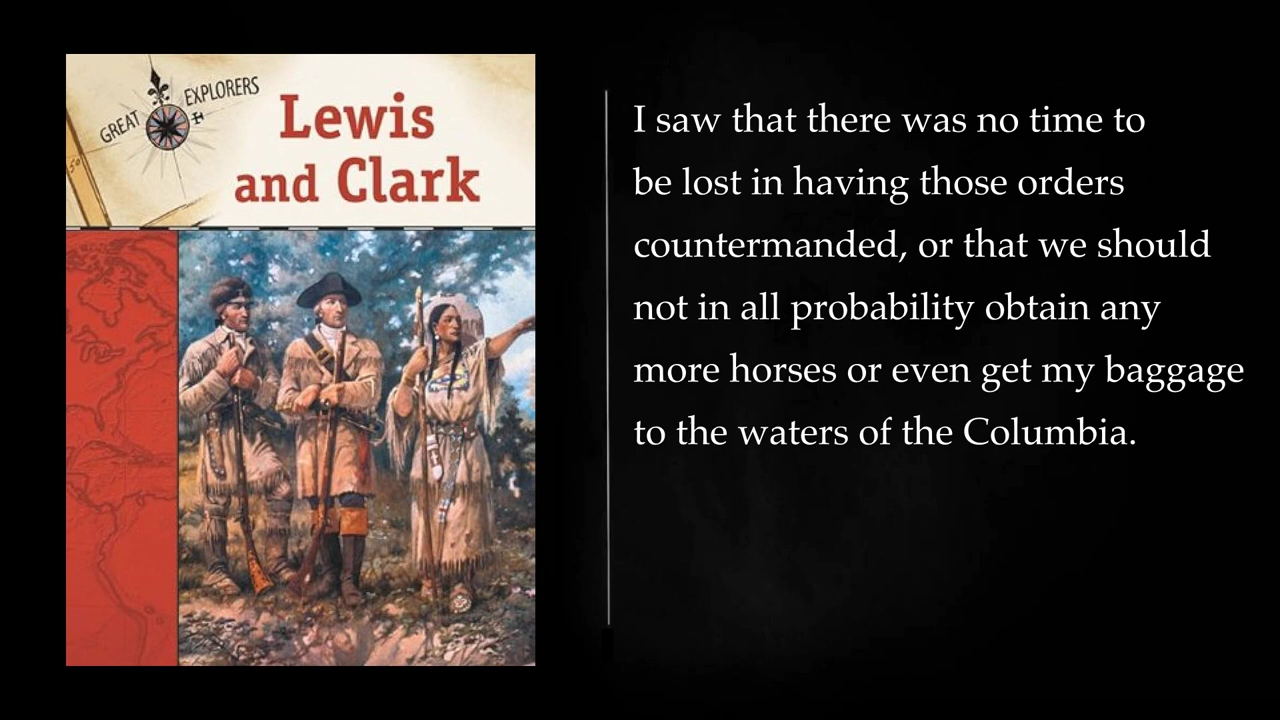 GREAT EXPLORERS
Lewis
and Clark
I saw that there was no time to
be lost in having those orders
countermanded, or that we should
not in all probability obtain any
more horses or even get my baggage
to the waters of the Columbia.